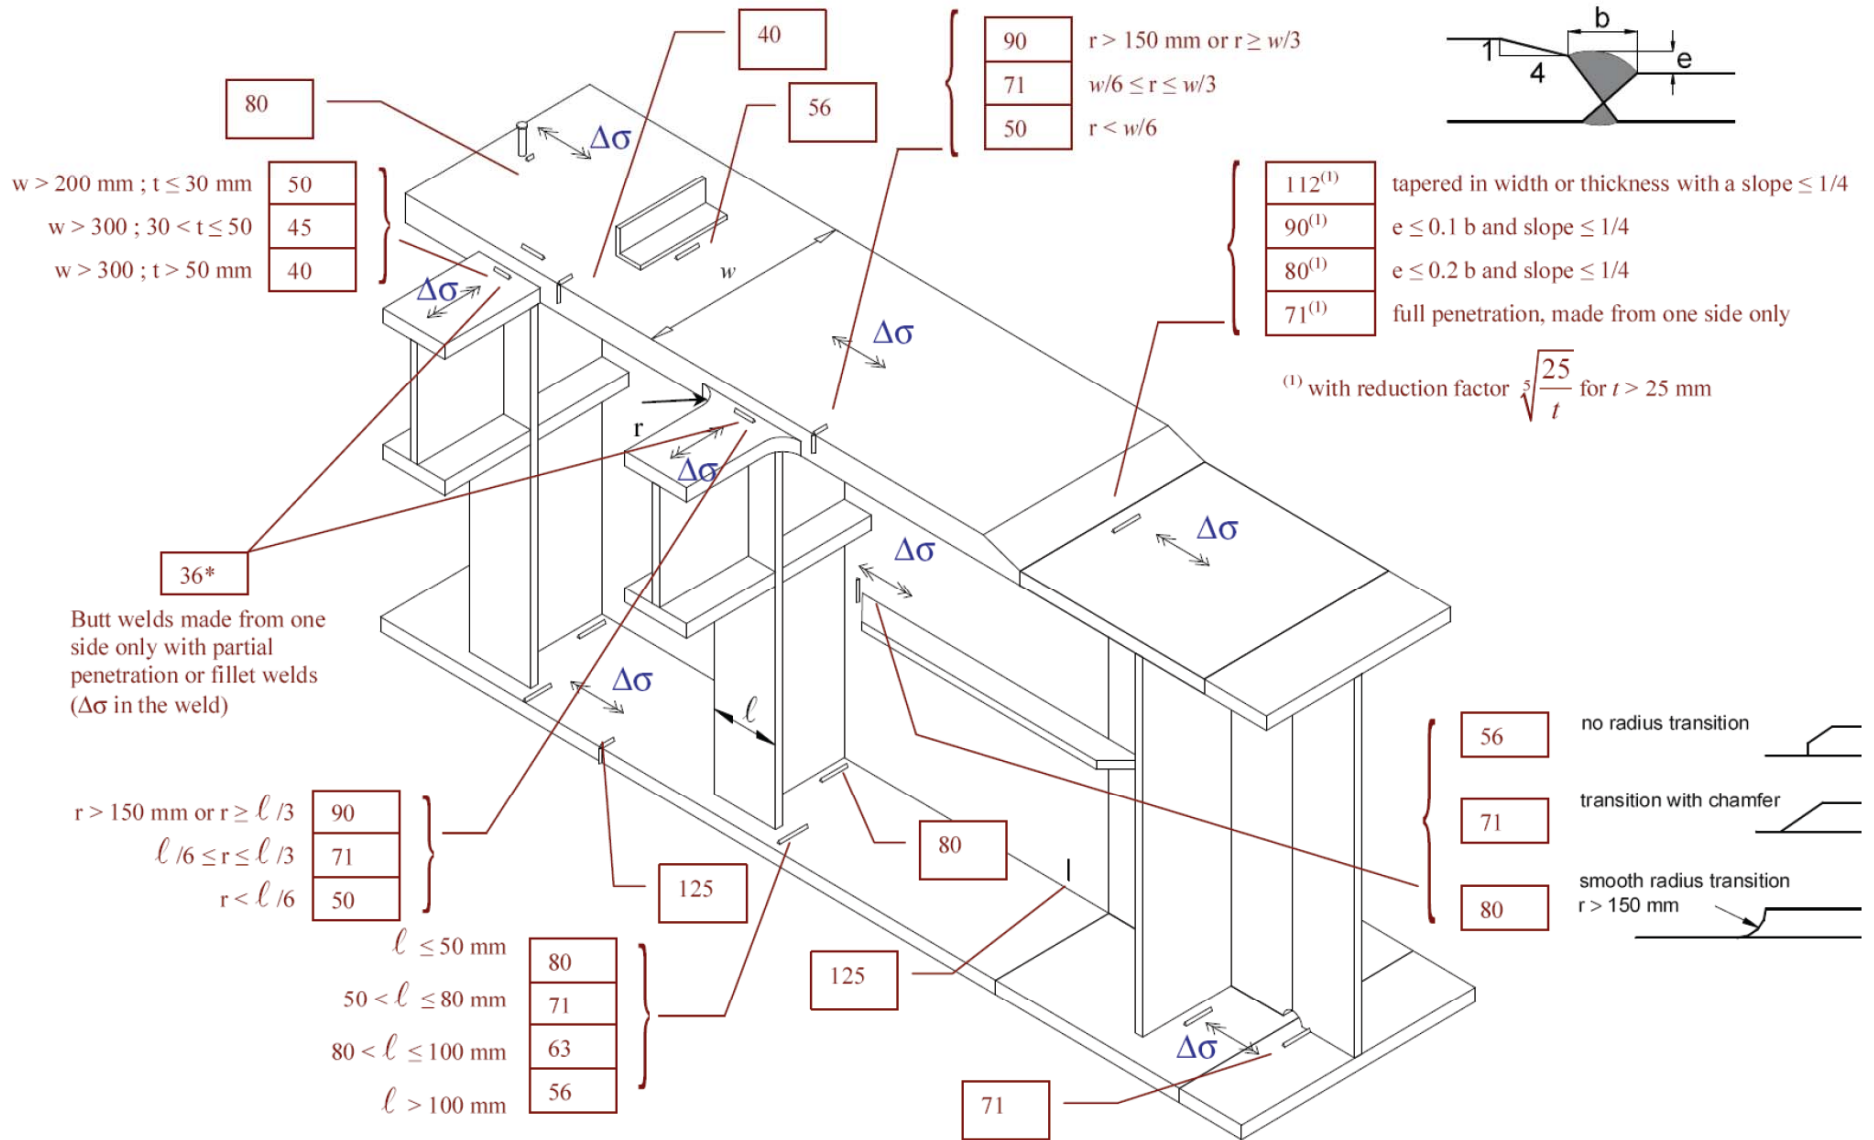 40
90 r > 150 mm or r ≥ w/3
71 w/6 ≤ r ≤ w/3
50 r < w/6
b
1
4
e
80
56
Δσ
w > 200 mm ; t ≤ 30 mm 50
w > 300 ; 30 < t ≤ 50 45
w > 300 ; t > 50 mm 40
112(1) tapered in width or thickness with a slope ≤ 1/4
90(1) e ≤ 0.1 b and slope ≤ 1/4
80(1) e ≤ 0.2 b and slope ≤ 1/4
71(1) full penetration, made from one side only
(1) with reduction factor ⁵√(25/t) for t > 25 mm
w
Δσ
Δσ
r
Δσ
Δσ
Δσ
36*
Butt welds made from one
side only with partial
penetration or fillet welds
(Δσ in the weld)
Δσ
ℓ
56 no radius transition
71 transition with chamfer
80 smooth radius transition
r > 150 mm
r > 150 mm or r ≥ ℓ /3 90
ℓ /6 ≤ r ≤ ℓ /3 71
r < ℓ /6 50
80
125
ℓ ≤ 50 mm 80
50 < ℓ ≤ 80 mm 71
80 < ℓ ≤ 100 mm 63
ℓ > 100 mm 56
125
Δσ
71